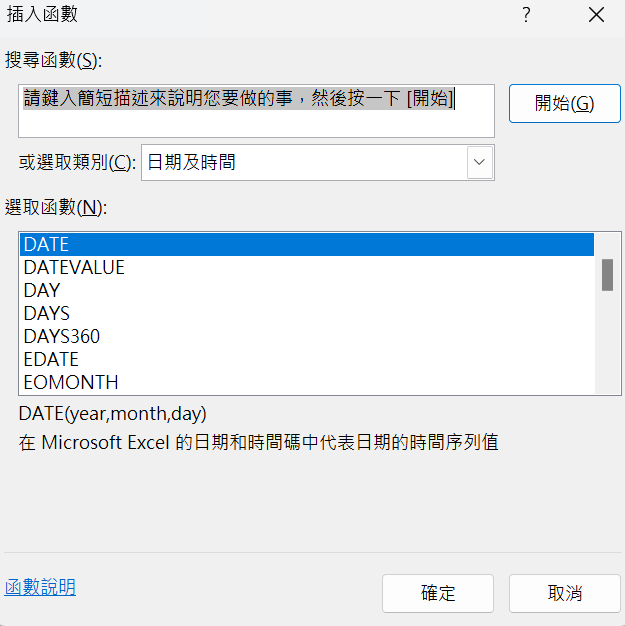 插入函數
?
搜尋函數(S):
請鍵入簡短描述來說明您要做的事，然後按一下 [開始]
開始(G)
或選取類別(C): 日期及時間
選取函數(N):
DATE
DATEVALUE
DAY
DAYS
DAYS360
EDATE
EOMONTH
DATE(year,month,day)
在 Microsoft Excel 的日期和時間碼中代表日期的時間序列值
函數說明
確定
取消